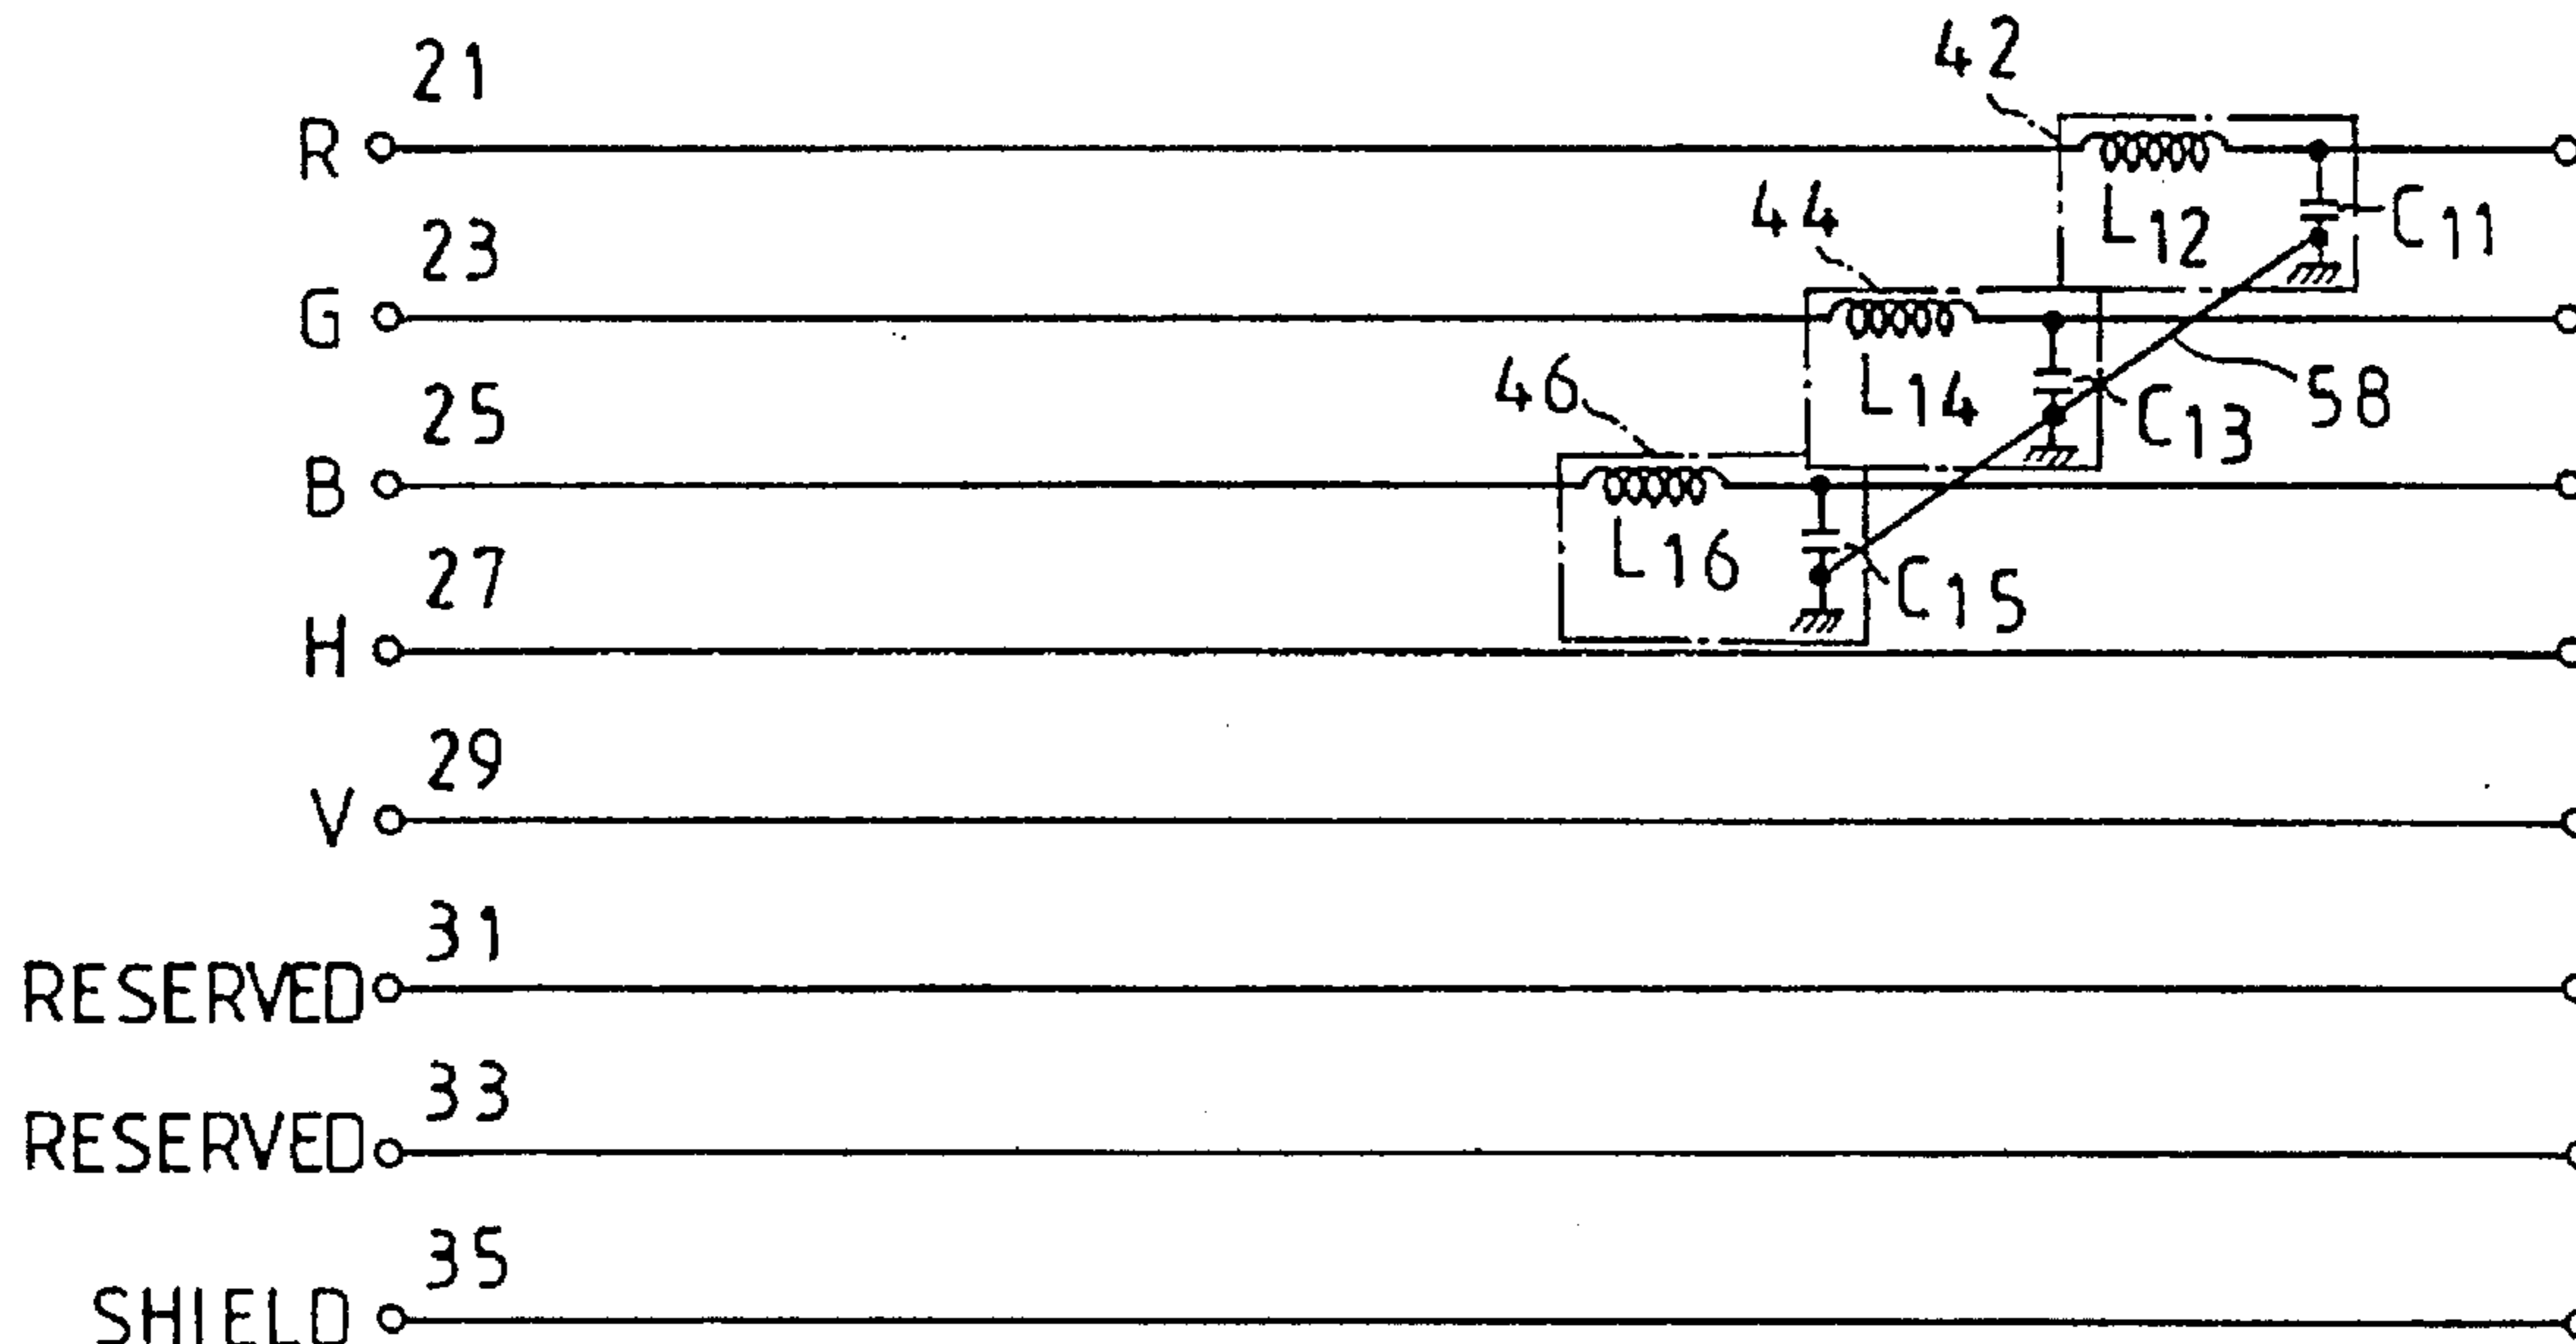 42
21
R
L12
C11
44
23
G
L14
C13
58
46
25
B
L16
C15
27
H
29
V
31
RESERVED
33
RESERVED
35
SHIELD